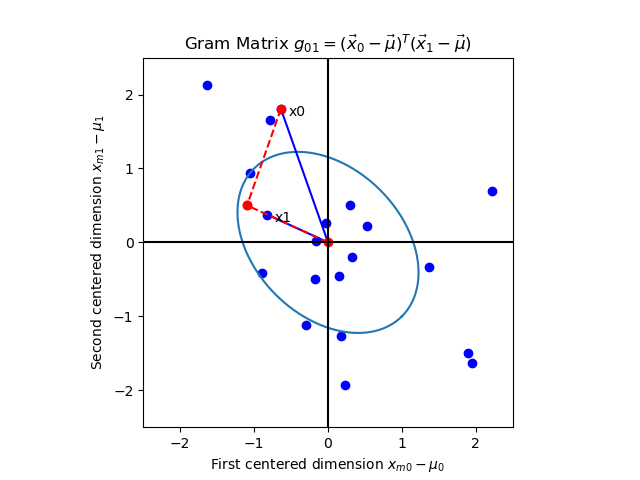 Gram Matrix $g_{01} = (\vec{x}_0 - \vec{\mu})^T(\vec{x}_1 - \vec{\mu})$
Second centered dimension $x_{m1} - \mu_1$
2
1
0
−1
−2
x0
x1
−2
−1
0
1
2
First centered dimension $x_{m0} - \mu_0$